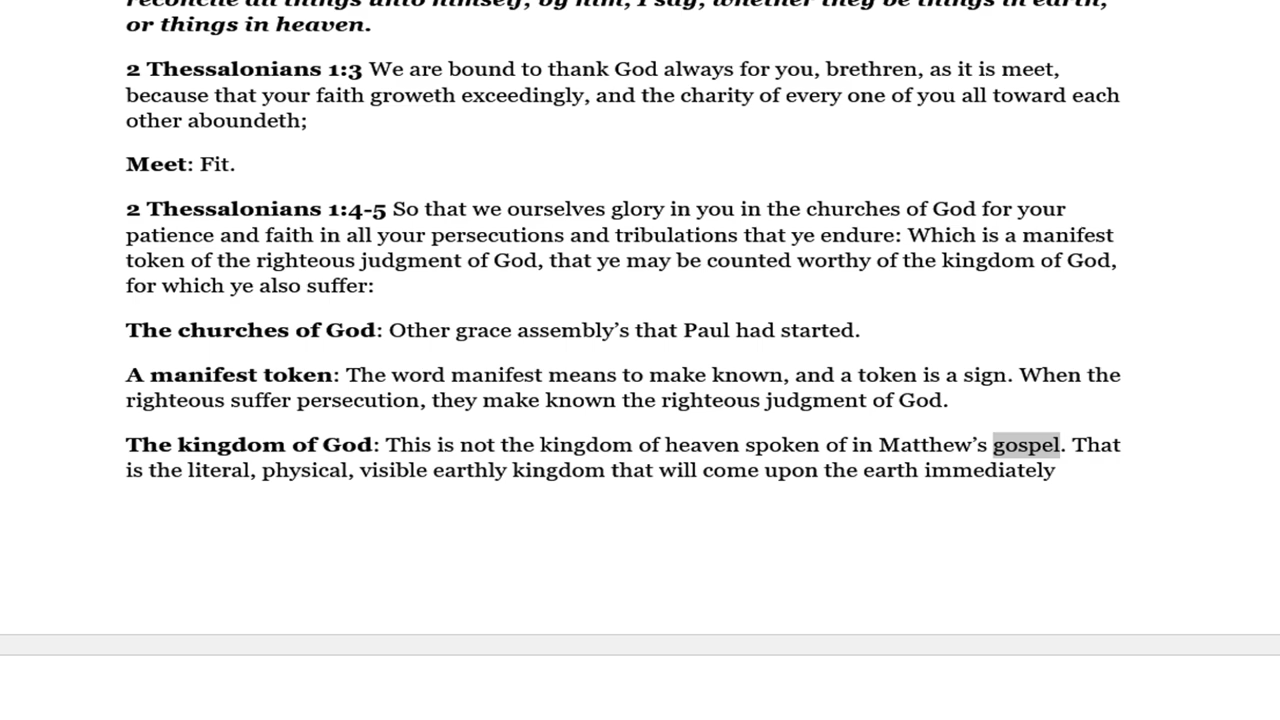 reconcile all things unto himself; by him, I say, whether they be things in earth,
or things in heaven.
2 Thessalonians 1:3 We are bound to thank God always for you, brethren, as it is meet,
because that your faith groweth exceedingly, and the charity of every one of you all toward each
other aboundeth;
Meet: Fit.
2 Thessalonians 1:4-5 So that we ourselves glory in you in the churches of God for your
patience and faith in all your persecutions and tribulations that ye endure: Which is a manifest
token of the righteous judgment of God, that ye may be counted worthy of the kingdom of God,
for which ye also suffer:
The churches of God: Other grace assembly’s that Paul had started.
A manifest token: The word manifest means to make known, and a token is a sign. When the
righteous suffer persecution, they make known the righteous judgment of God.
The kingdom of God: This is not the kingdom of heaven spoken of in Matthew’s gospel. That
is the literal, physical, visible earthly kingdom that will come upon the earth immediately